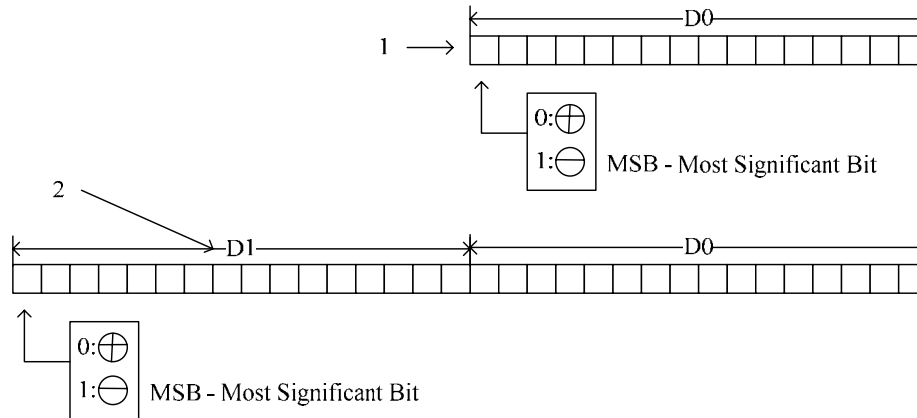 D0
1
0:
1:
MSB - Most Significant Bit
2
D1
D0
0:
1:
MSB - Most Significant Bit